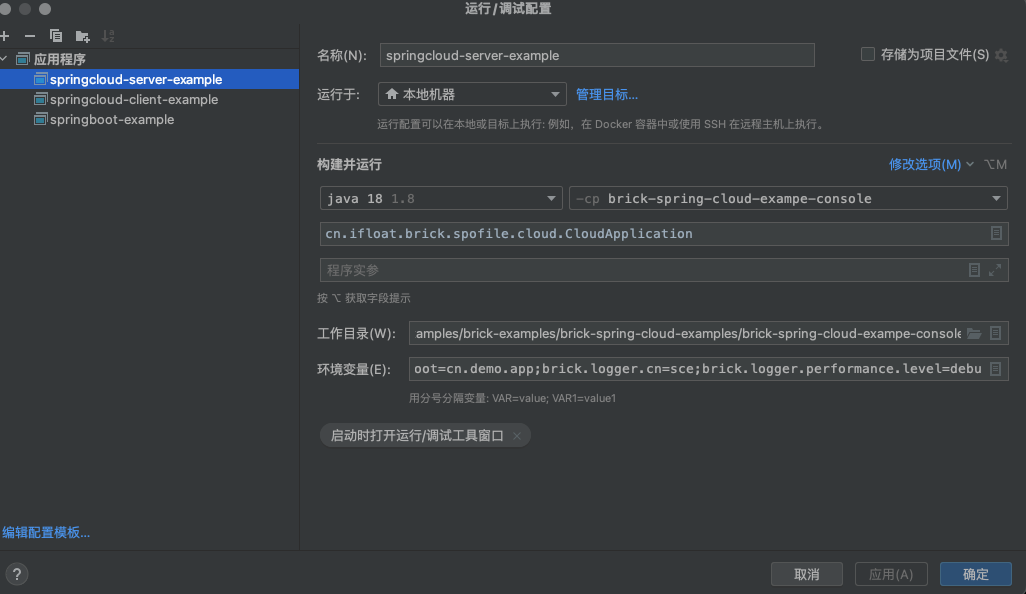 运行/调试配置
应用程序
springcloud-server-example
springcloud-client-example
springboot-example
编辑配置模板...
名称(N): springcloud-server-example 存储为项目文件(S)
运行于: 本地机器 管理目标...
运行配置可以在本地或目标上执行: 例如，在 Docker 容器中或使用 SSH 在远程主机上执行。
构建并运行 修改选项(M) ⌥M
java 18 1.8 -cp brick-spring-cloud-exampe-console
cn.ifloat.brick.spofile.cloud.CloudApplication
程序实参
按 ⌥ 获取字段提示
工作目录(W): amples/brick-examples/brick-spring-cloud-examples/brick-spring-cloud-exampe-console
环境变量(E): oot=cn.demo.app;brick.logger.cn=sce;brick.logger.performance.level=debu
用分号分隔变量: VAR=value; VAR1=value1
启动时打开运行/调试工具窗口 ×
? 取消 应用(A) 确定